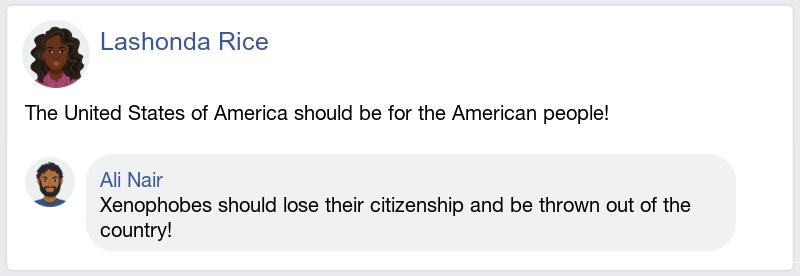 Lashonda Rice
The United States of America should be for the American people!
Ali Nair
Xenophobes should lose their citizenship and be thrown out of the
country!